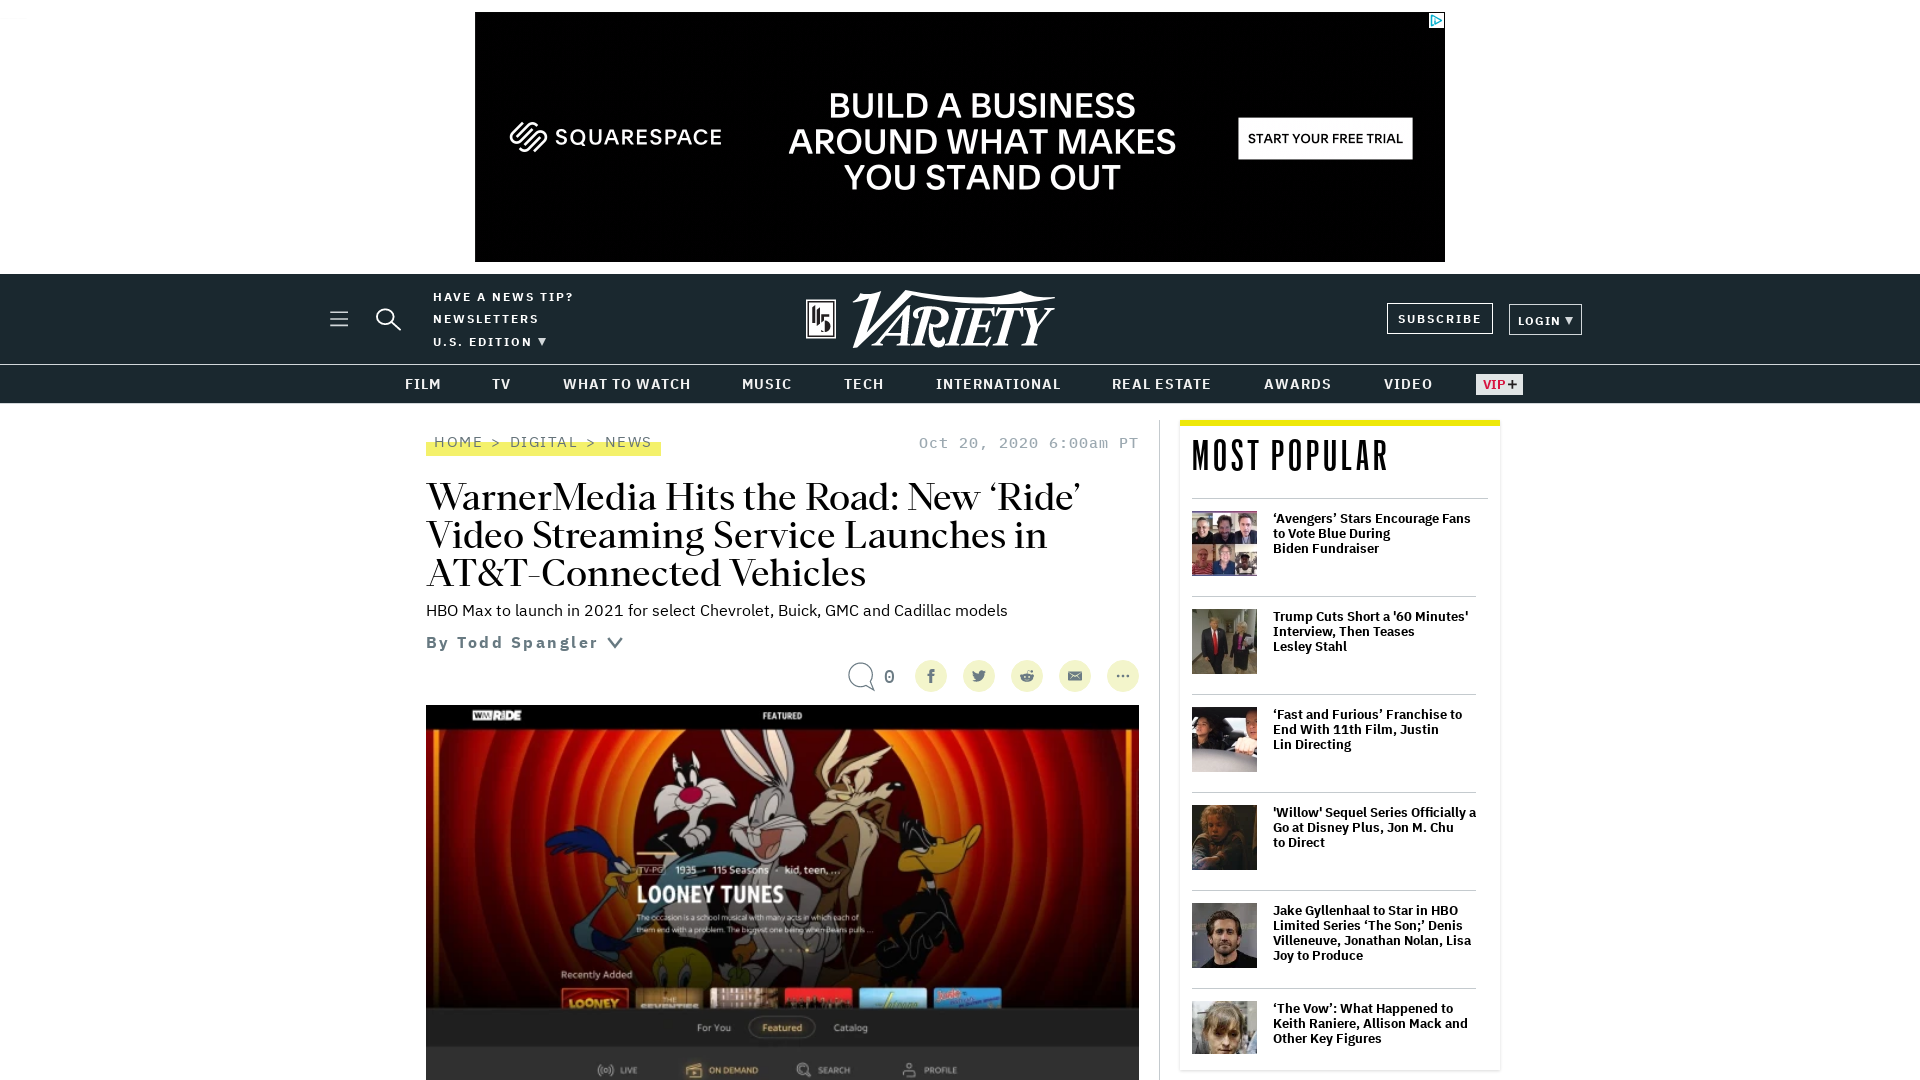 SQUARESPACE
BUILD A BUSINESS
AROUND WHAT MAKES
YOU STAND OUT
START YOUR FREE TRIAL
HAVE A NEWS TIP?
NEWSLETTERS
U.S. EDITION ▼
115
VARIETY
SUBSCRIBE
LOGIN ▼
FILM
TV
WHAT TO WATCH
MUSIC
TECH
INTERNATIONAL
REAL ESTATE
AWARDS
VIDEO
VIP+
HOME > DIGITAL > NEWS
Oct 20, 2020 6:00am PT
WarnerMedia Hits the Road: New ‘Ride’
Video Streaming Service Launches in
AT&T-Connected Vehicles
HBO Max to launch in 2021 for select Chevrolet, Buick, GMC and Cadillac models
By Todd Spangler
0
RIDE
FEATURED
TV-PG 1935 · 115 Seasons · kid, teen, ...
LOONEY TUNES
The occasion is a school musical with many acts in which each of
them end with a problem. The biggest one being when Beans pulls ...
Recently Added
LOONEY
THE
SEVENTIES
For You
Featured
Catalog
LIVE
ON DEMAND
SEARCH
PROFILE
MOST POPULAR
‘Avengers’ Stars Encourage Fans
to Vote Blue During
Biden Fundraiser
Trump Cuts Short a '60 Minutes'
Interview, Then Teases
Lesley Stahl
‘Fast and Furious’ Franchise to
End With 11th Film, Justin
Lin Directing
'Willow' Sequel Series Officially a
Go at Disney Plus, Jon M. Chu
to Direct
Jake Gyllenhaal to Star in HBO
Limited Series ‘The Son;’ Denis
Villeneuve, Jonathan Nolan, Lisa
Joy to Produce
‘The Vow’: What Happened to
Keith Raniere, Allison Mack and
Other Key Figures